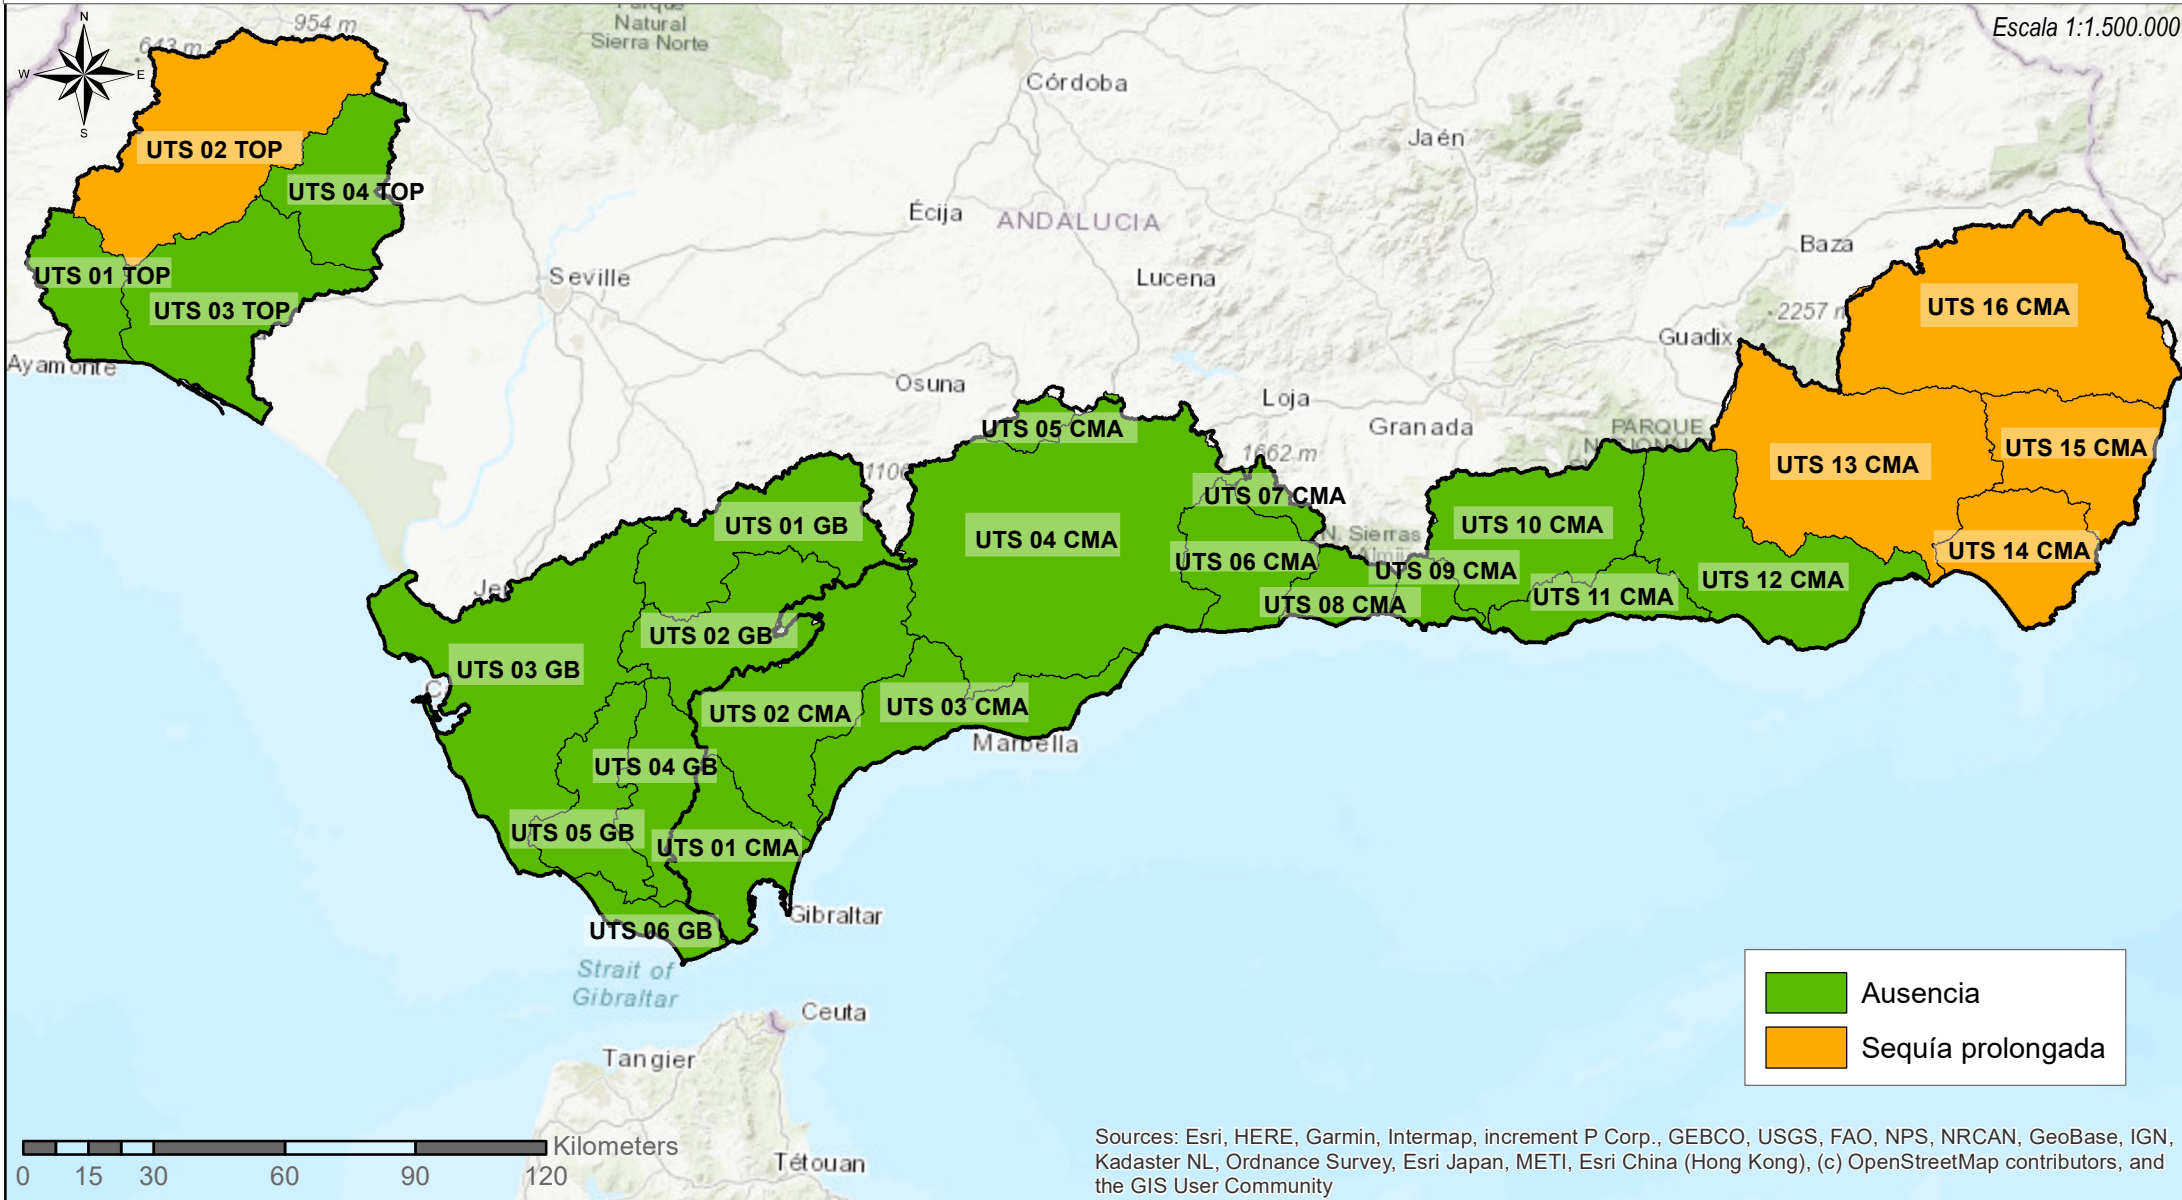 Escala 1:1.500.000
N
W
E
S
954 m
643 m
Natural
Sierra Norte
Córdoba
Jaén
UTS 02 TOP
UTS 04 TOP
Écija
ANDALUCIA
Baza
UTS 01 TOP
UTS 03 TOP
Seville
Lucena
2257 m
UTS 16 CMA
Guadix
Ayamonte
Osuna
Loja
Granada
PARQUE
UTS 05 CMA
1662 m
UTS 13 CMA
UTS 15 CMA
1106
UTS 07 CMA
UTS 01 GB
UTS 04 CMA
N. Sierras
UTS 10 CMA
UTS 14 CMA
UTS 06 CMA
UTS 09 CMA
UTS 12 CMA
UTS 08 CMA
UTS 11 CMA
UTS 02 GB
UTS 03 GB
UTS 02 CMA
UTS 03 CMA
Marbella
UTS 04 GB
UTS 05 GB
UTS 01 CMA
Gibraltar
UTS 06 GB
Strait of
Gibraltar
Ceuta
Tangier
Tétouan
Ausencia
Sequía prolongada
Kilometers
0 15 30 60 90 120
Sources: Esri, HERE, Garmin, Intermap, increment P Corp., GEBCO, USGS, FAO, NPS, NRCAN, GeoBase, IGN,
Kadaster NL, Ordnance Survey, Esri Japan, METI, Esri China (Hong Kong), (c) OpenStreetMap contributors, and
the GIS User Community